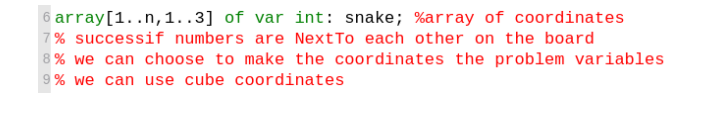 6 array[1..n,1..3] of var int: snake; %array of coordinates
7 % successif numbers are NextTo each other on the board
8 % we can choose to make the coordinates the problem variables
9 % we can use cube coordinates